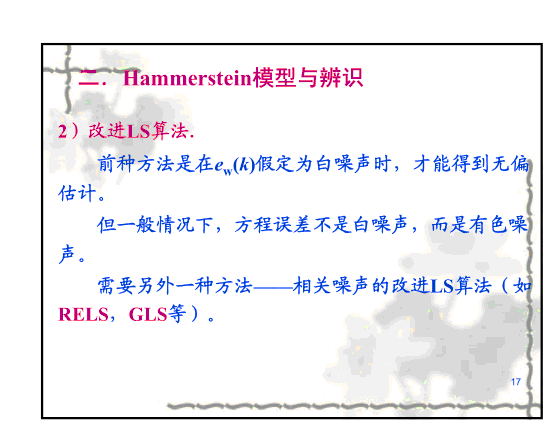 二．Hammerstein模型与辨识
2）改进LS算法.
前种方法是在ew(k)假定为白噪声时，才能得到无偏
估计。
但一般情况下，方程误差不是白噪声，而是有色噪
声。
需要另外一种方法——相关噪声的改进LS算法（如
RELS，GLS等）。
17